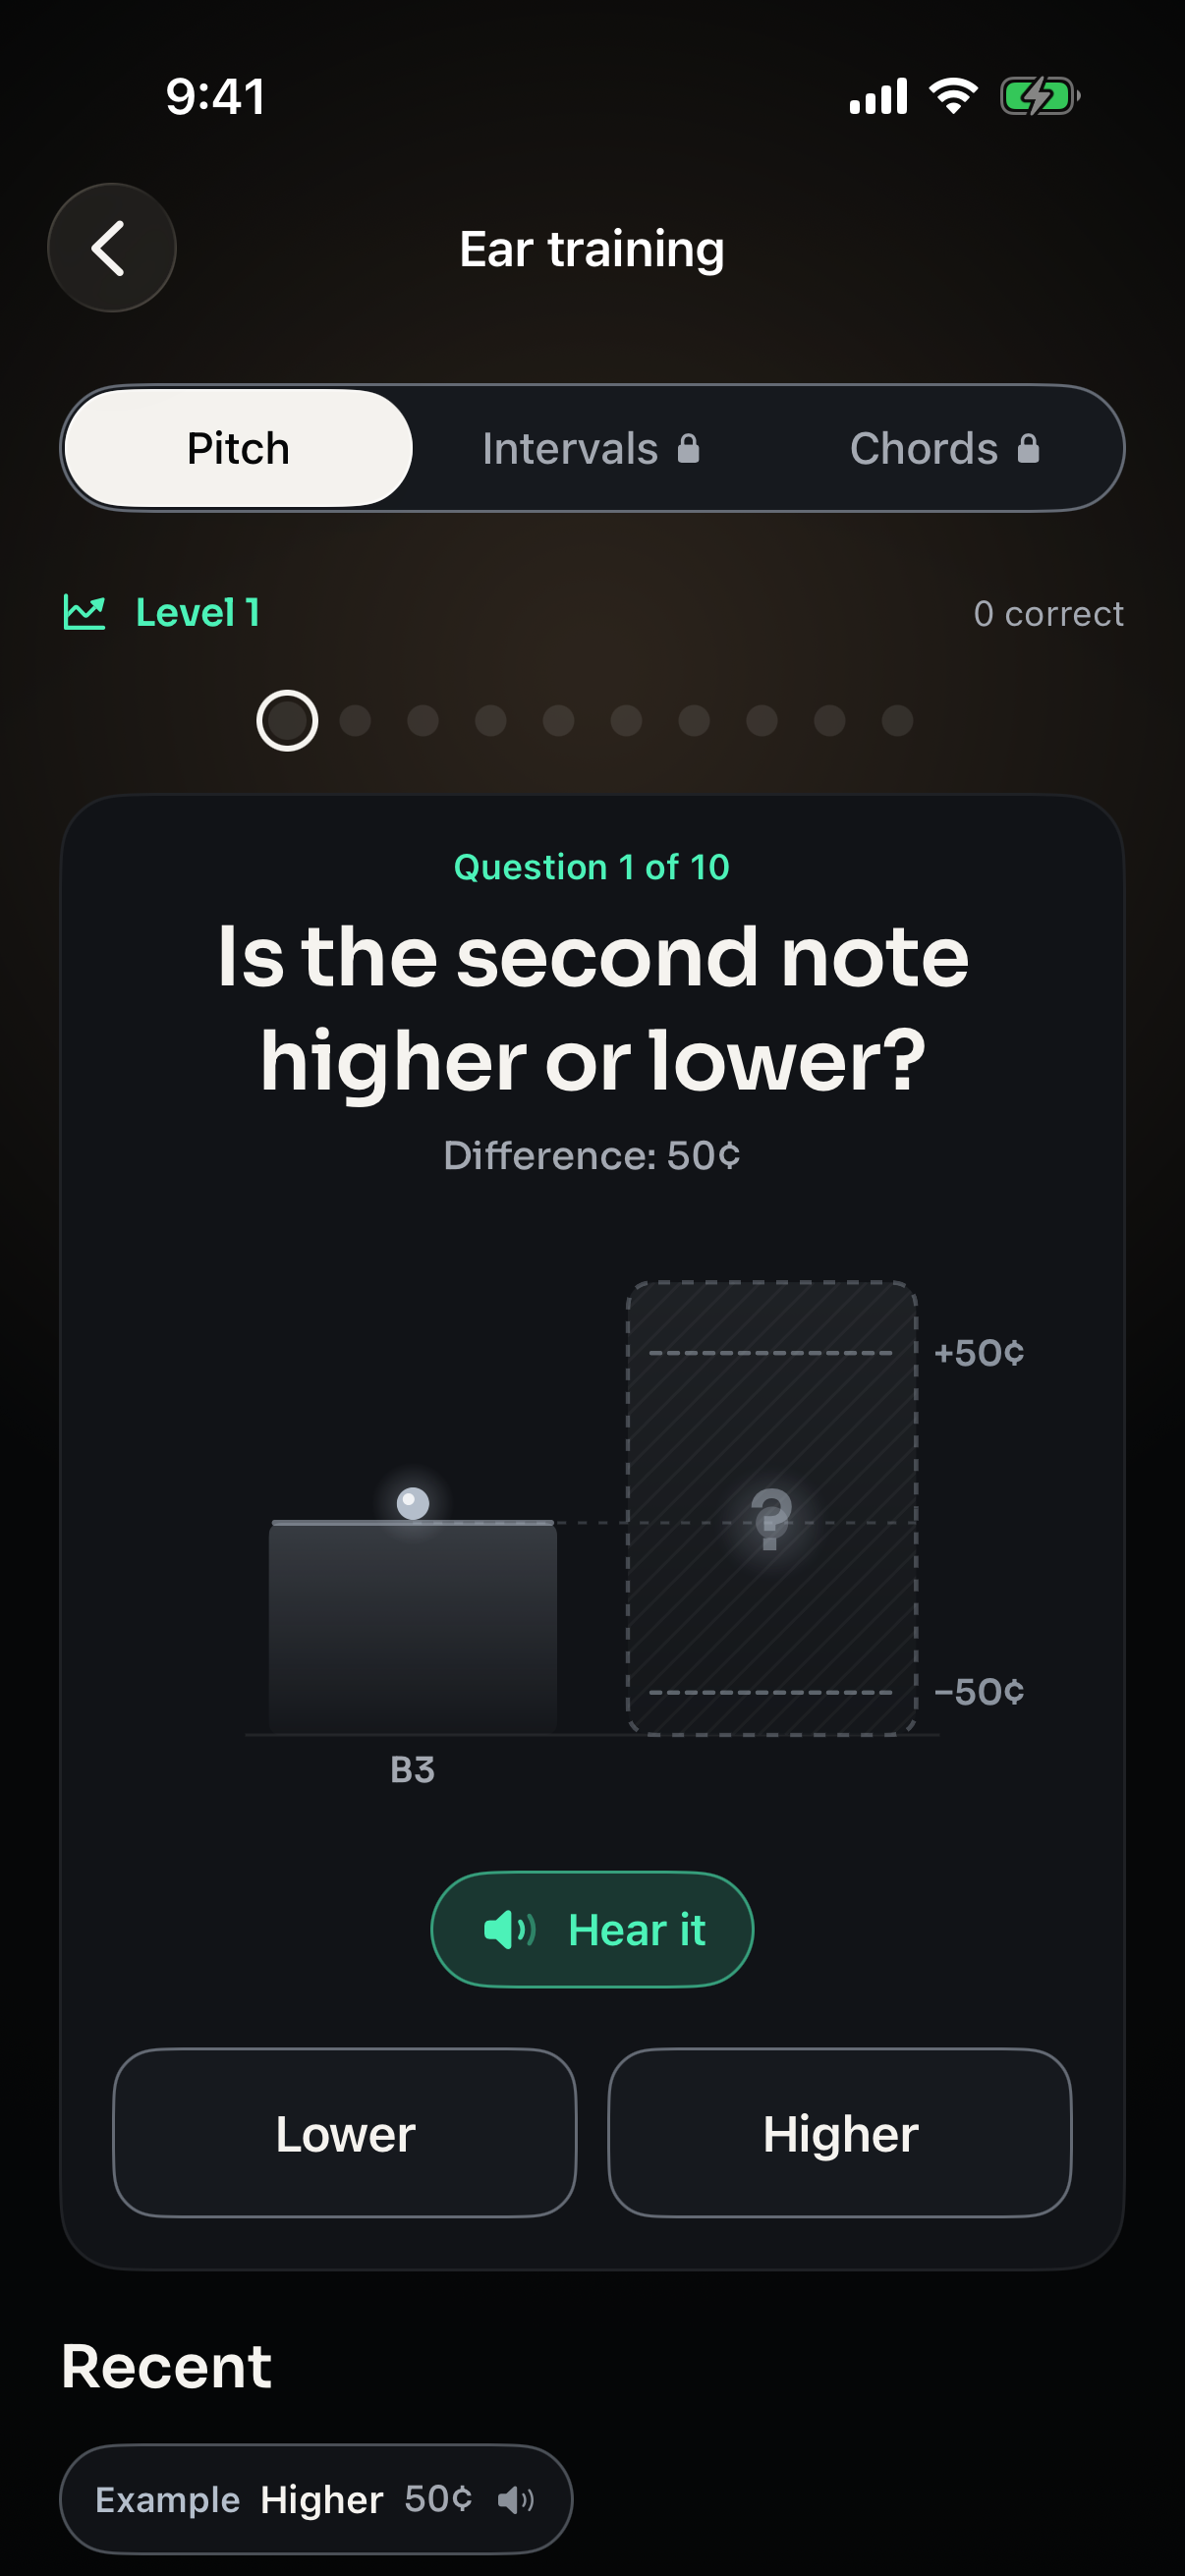 9:41
Ear training
Pitch Intervals Chords
Level 1 0 correct
Question 1 of 10
Is the second note
higher or lower?
Difference: 50¢
+50¢
?
−50¢
B3
Hear it
Lower Higher
Recent
Example Higher 50¢